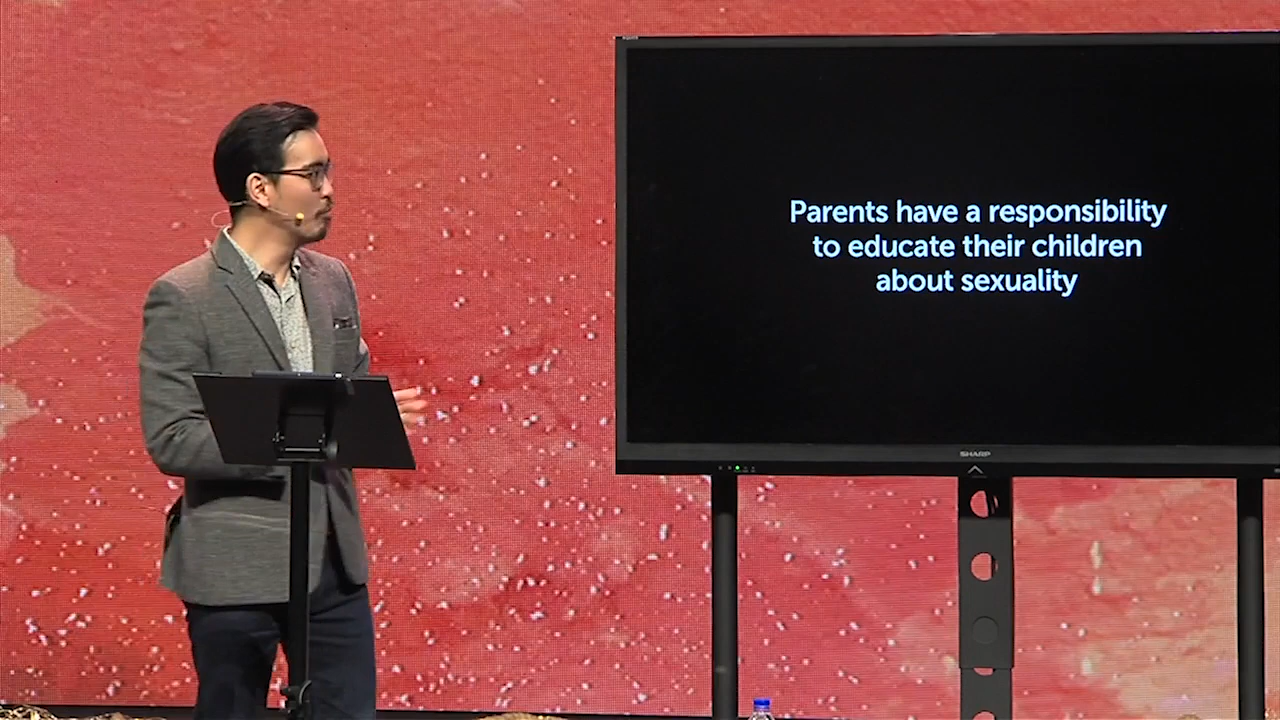 Parents have a responsibility
to educate their children
about sexuality
SHARP